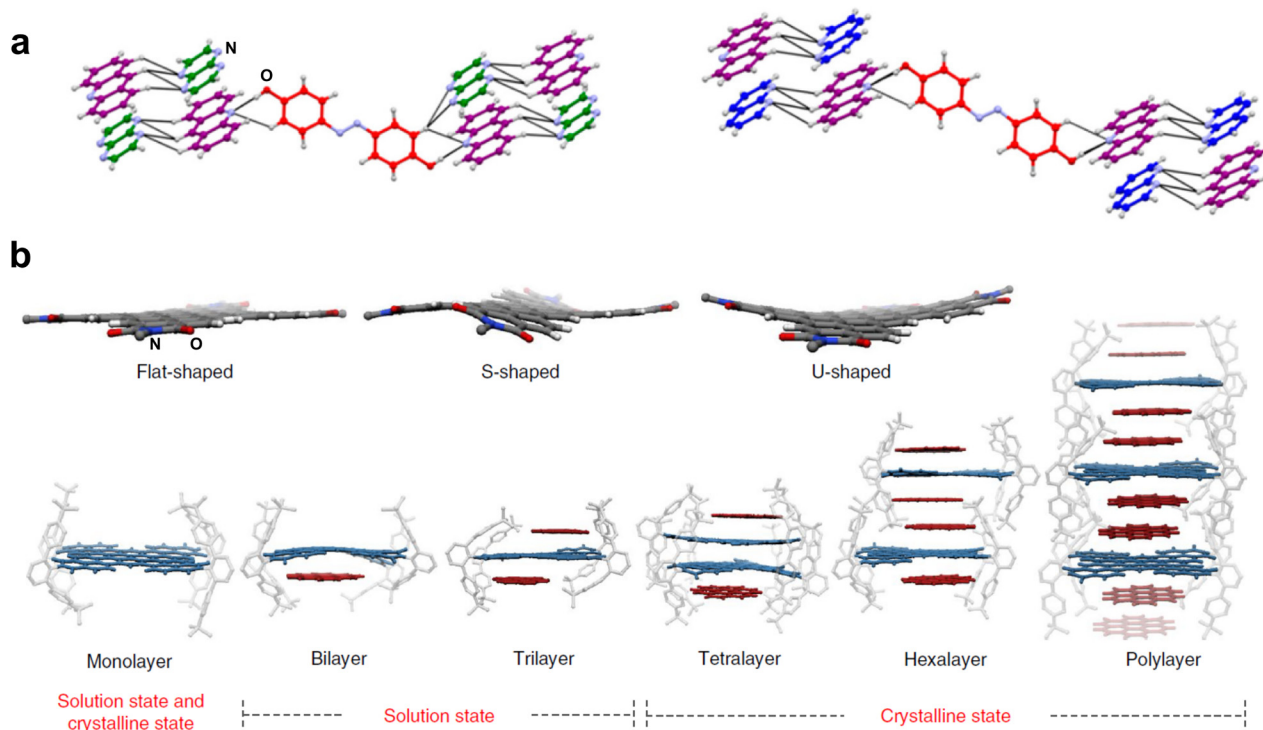 a
N
O
b
N
O
Flat-shaped
S-shaped
U-shaped
Monolayer
Bilayer
Trilayer
Tetralayer
Hexalayer
Polylayer
Solution state and
crystalline state
Solution state
Crystalline state